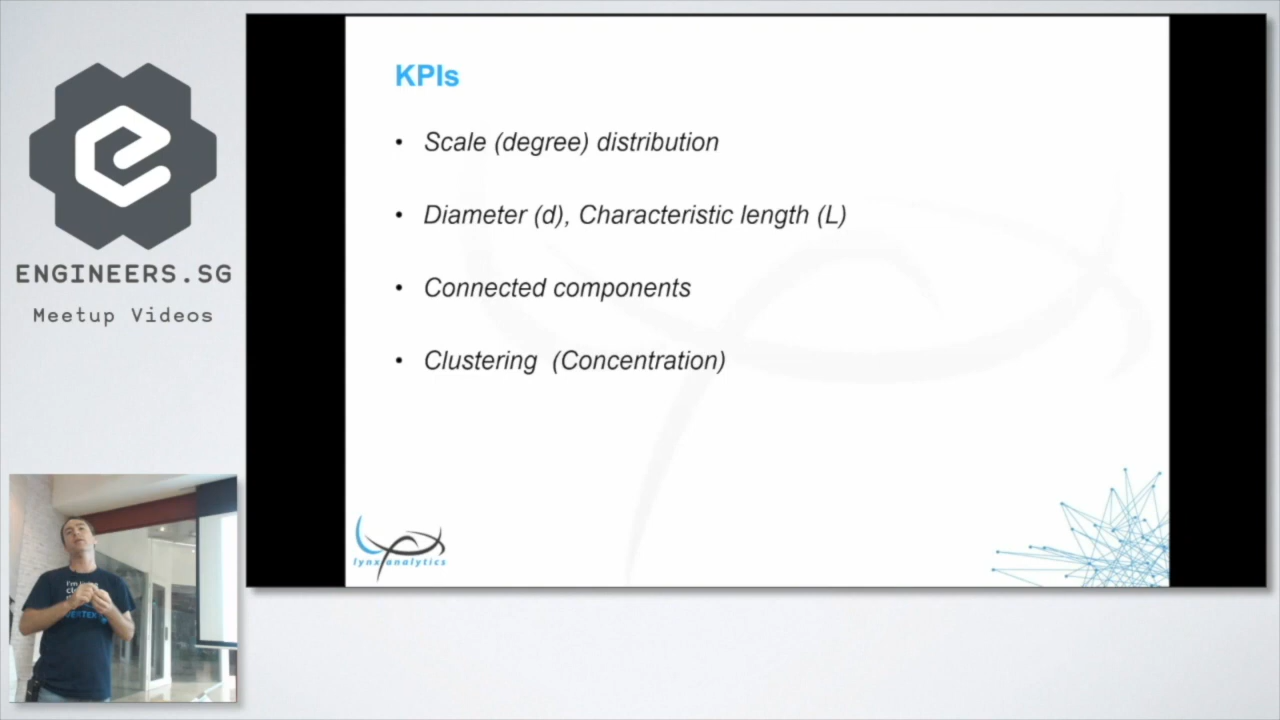 ENGINEERS.SG
Meetup Videos
KPIs
• Scale (degree) distribution
• Diameter (d), Characteristic length (L)
• Connected components
• Clustering (Concentration)
lynx analytics